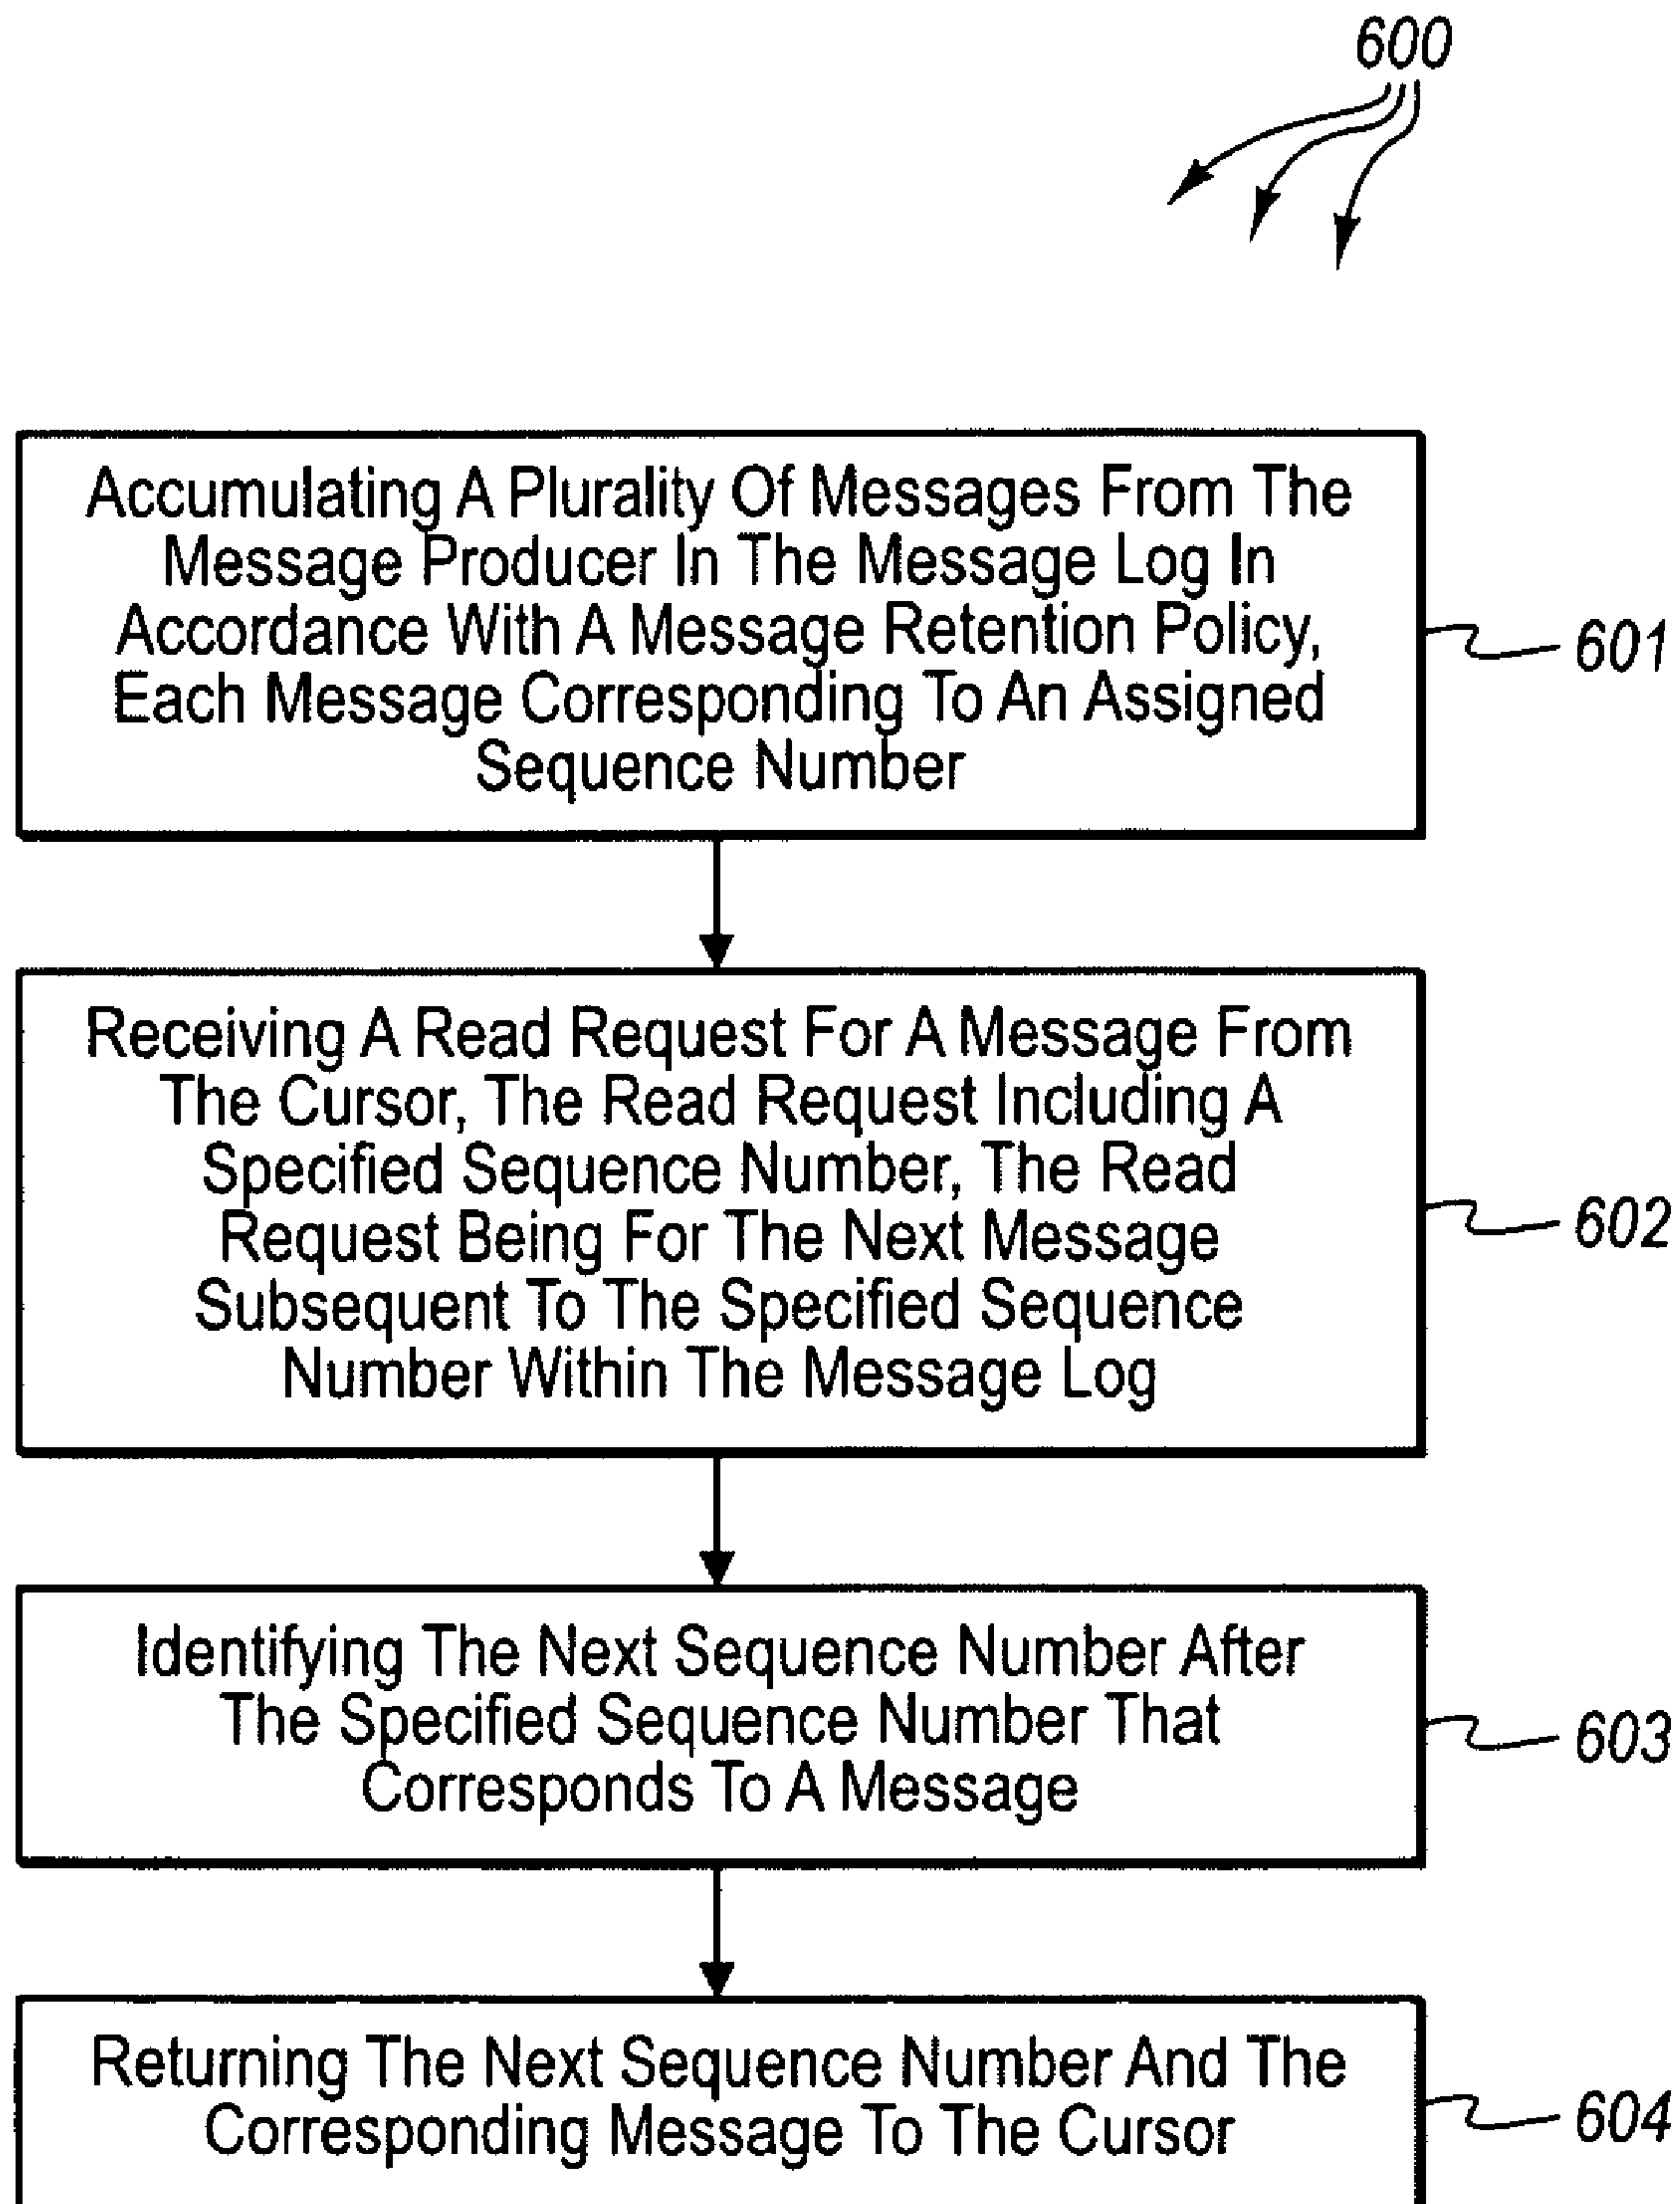 600
Accumulating A Plurality Of Messages From The
Message Producer In The Message Log In
Accordance With A Message Retention Policy,
Each Message Corresponding To An Assigned
Sequence Number
601
Receiving A Read Request For A Message From
The Cursor, The Read Request Including A
Specified Sequence Number, The Read
Request Being For The Next Message
Subsequent To The Specified Sequence
Number Within The Message Log
602
Identifying The Next Sequence Number After
The Specified Sequence Number That
Corresponds To A Message
603
Returning The Next Sequence Number And The
Corresponding Message To The Cursor
604